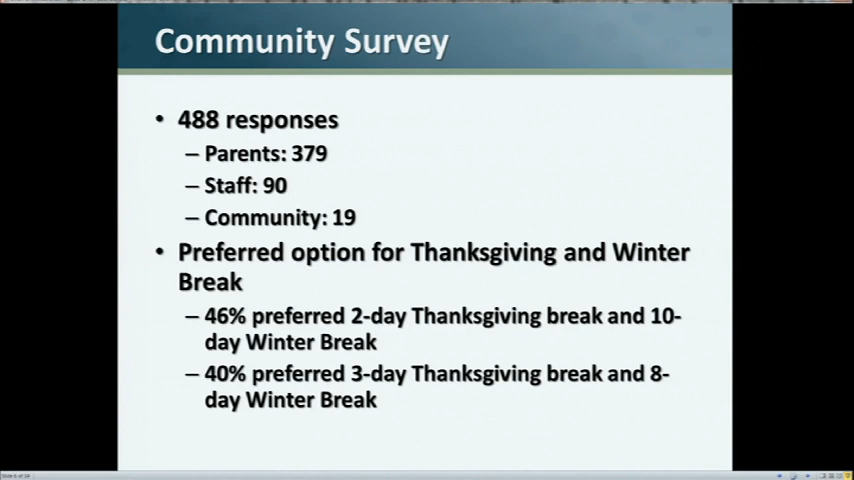 Community Survey
• 488 responses
– Parents: 379
– Staff: 90
– Community: 19
• Preferred option for Thanksgiving and Winter
Break
– 46% preferred 2-day Thanksgiving break and 10-
day Winter Break
– 40% preferred 3-day Thanksgiving break and 8-
day Winter Break